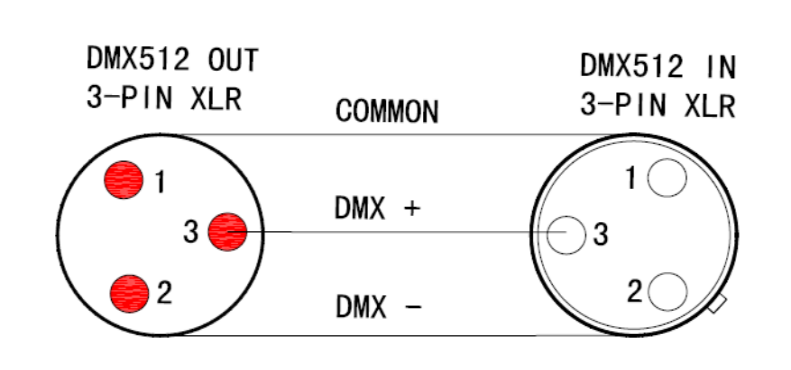 DMX512 OUT
3-PIN XLR
DMX512 IN
3-PIN XLR
COMMON
1
DMX +
3
2
DMX -
1
3
2